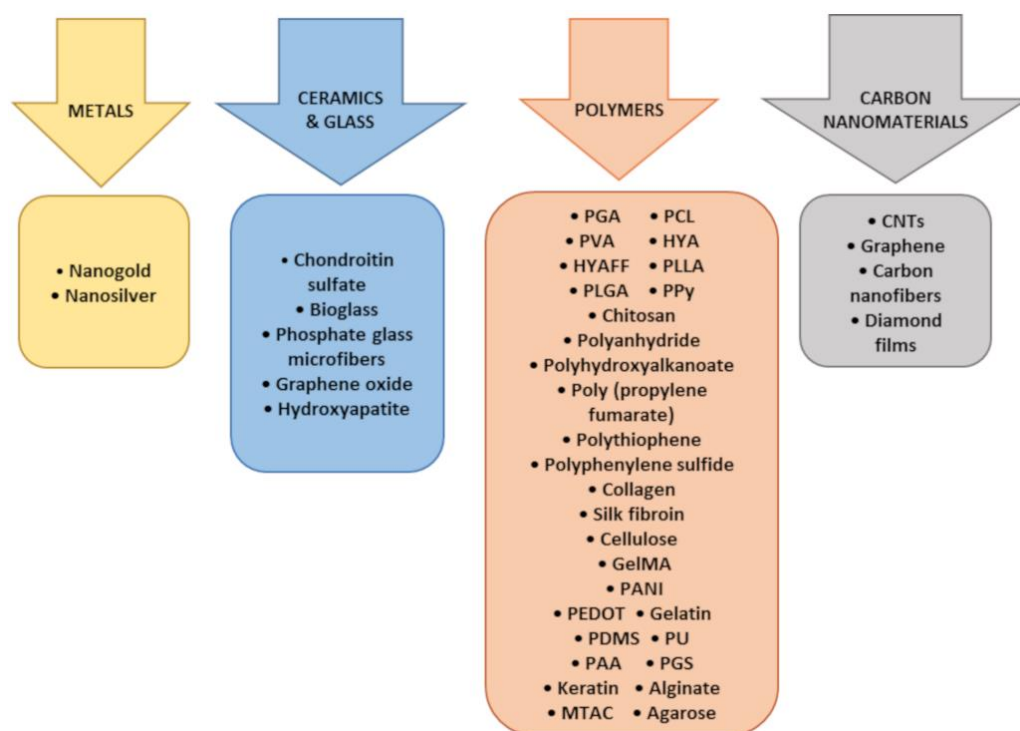 METALS
• Nanogold
• Nanosilver
CERAMICS
& GLASS
• Chondroitin
sulfate
• Bioglass
• Phosphate glass
microfibers
• Graphene oxide
• Hydroxyapatite
POLYMERS
• PGA • PCL
• PVA • HYA
• HYAFF • PLLA
• PLGA • PPy
• Chitosan
• Polyanhydride
• Polyhydroxyalkanoate
• Poly (propylene
fumarate)
• Polythiophene
• Polyphenylene sulfide
• Collagen
• Silk fibroin
• Cellulose
• GelMA
• PANI
• PEDOT • Gelatin
• PDMS • PU
• PAA • PGS
• Keratin • Alginate
• MTAC • Agarose
CARBON
NANOMATERIALS
• CNTs
• Graphene
• Carbon
nanofibers
• Diamond
films